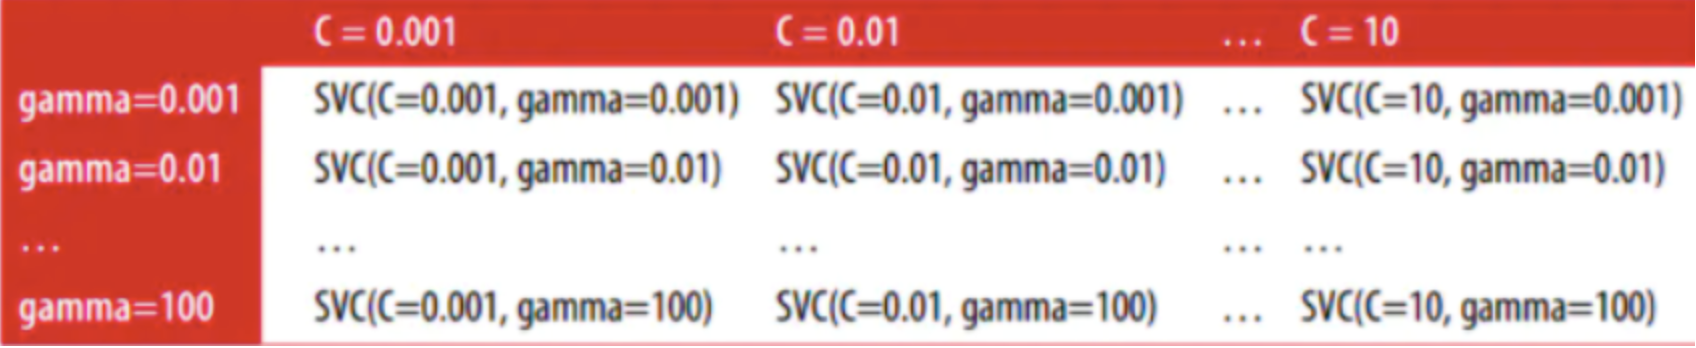 C = 0.001 C = 0.01 ... C = 10
gamma=0.001 SVC(C=0.001, gamma=0.001) SVC(C=0.01, gamma=0.001) ... SVC(C=10, gamma=0.001)
gamma=0.01 SVC(C=0.001, gamma=0.01) SVC(C=0.01, gamma=0.01) ... SVC(C=10, gamma=0.01)
... ... ... ... ...
gamma=100 SVC(C=0.001, gamma=100) SVC(C=0.01, gamma=100) ... SVC(C=10, gamma=100)